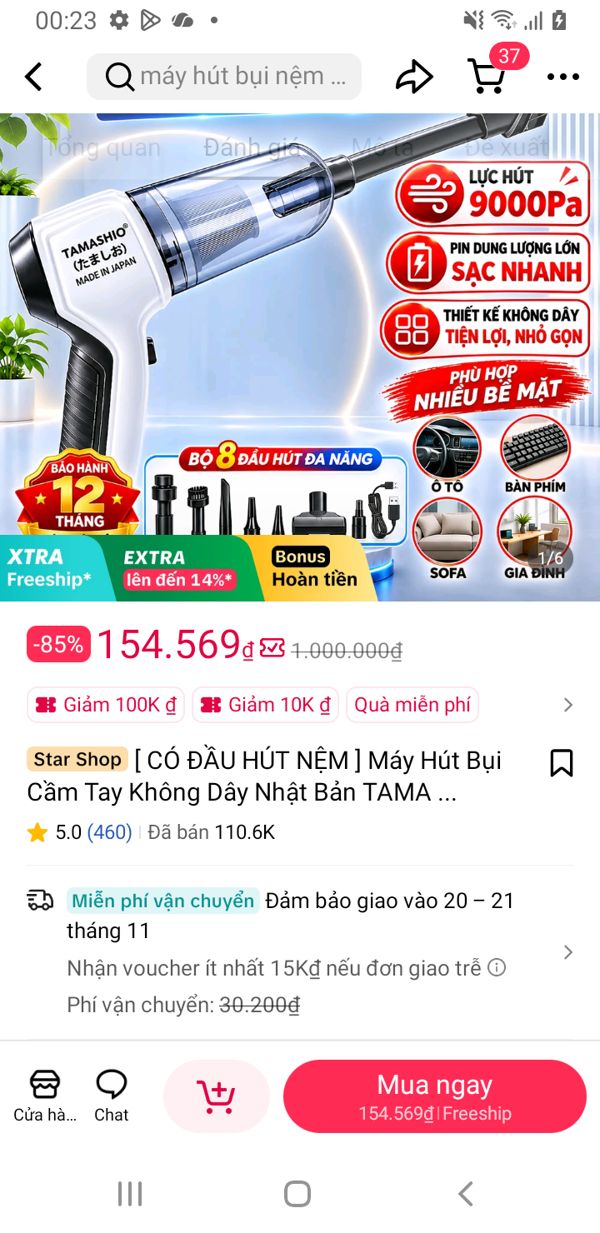 00:23
37
máy hút bụi nệm ...
Tổng quan
Đánh giá
Mô tả
Đề xuất
LỰC HÚT
9000Pa
TAMASHIO®
(たましお)
MADE IN JAPAN
PIN DUNG LƯỢNG LỚN
SẠC NHANH
THIẾT KẾ KHÔNG DÂY
TIỆN LỢI, NHỎ GỌN
PHÙ HỢP
NHIỀU BỀ MẶT
BỘ 8 ĐẦU HÚT ĐA NĂNG
BẢO HÀNH
12
THÁNG
Ô TÔ
BÀN PHÍM
SOFA
GIA ĐÌNH
1/6
XTRA
Freeship*
EXTRA
lên đến 14%*
Bonus
Hoàn tiền
-85% 154.569đ 1.000.000₫
Giảm 100K ₫
Giảm 10K ₫
Quà miễn phí
Star Shop [ CÓ ĐẦU HÚT NỆM ] Máy Hút Bụi
Cầm Tay Không Dây Nhật Bản TAMA ...
5.0 (460) Đã bán 110.6K
Miễn phí vận chuyển Đảm bảo giao vào 20 – 21
tháng 11
Nhận voucher ít nhất 15K₫ nếu đơn giao trễ
Phí vận chuyển: 30.200₫
Cửa hà...
Chat
Mua ngay
154.569₫ | Freeship